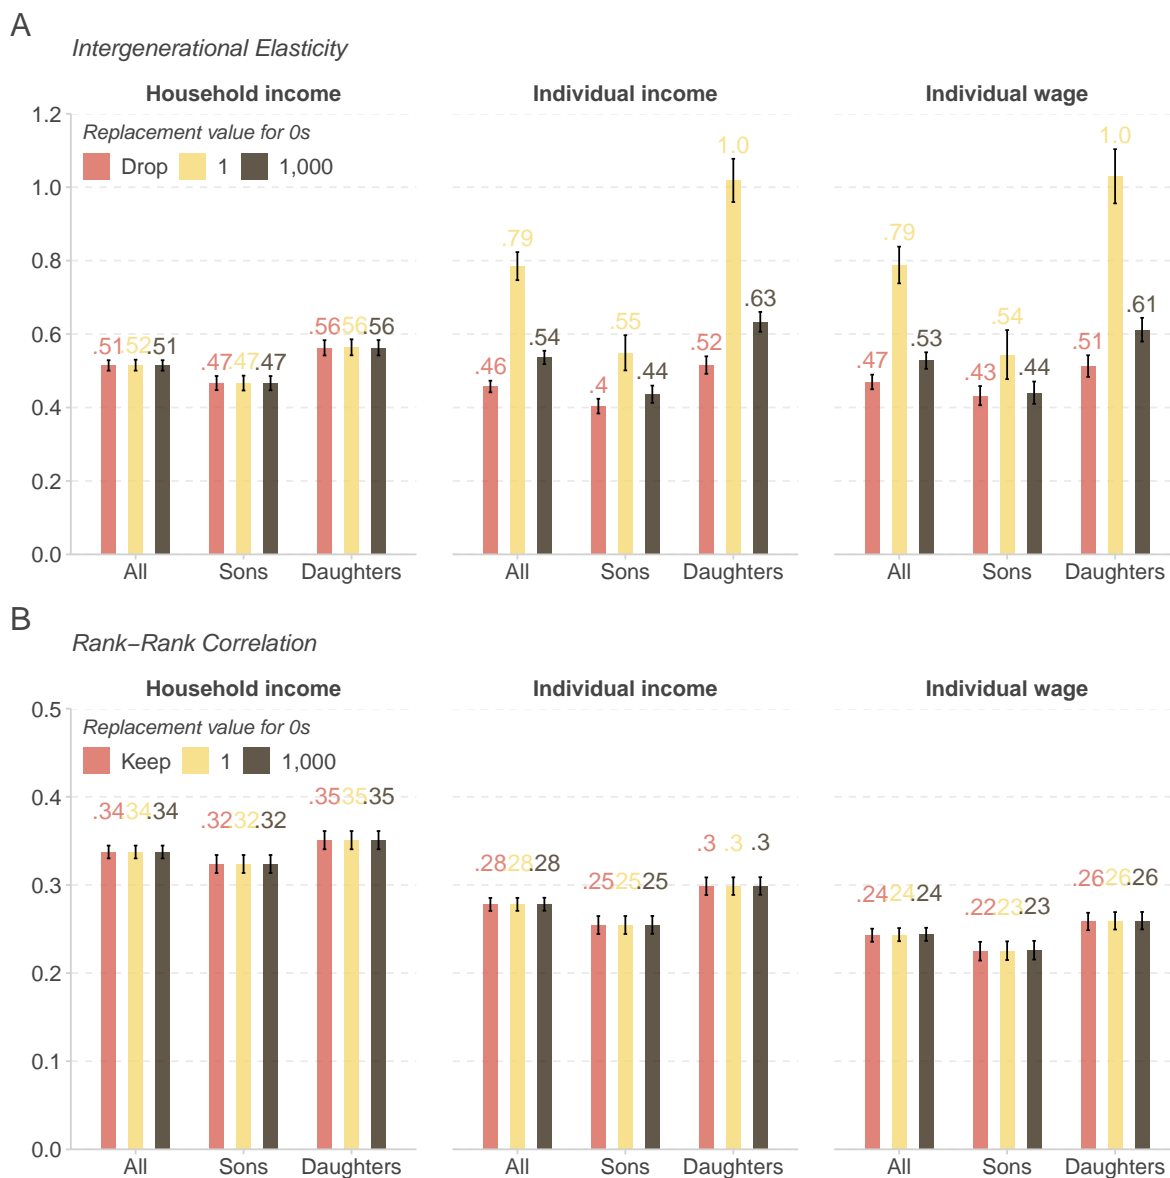 A
Intergenerational Elasticity
Household income
Individual income
Individual wage
Replacement value for 0s
Drop 1 1,000
1.2
1.0
0.8
0.6
0.4
0.2
0.0
.51 .52 .51 .47 .47 .47 .56 .56 .56
.46 .79 .54 .4 .55 .44 .52 1.0 .63
.47 .79 .53 .43 .54 .44 .51 1.0 .61
All Sons Daughters
All Sons Daughters
All Sons Daughters
B
Rank–Rank Correlation
Household income
Individual income
Individual wage
Replacement value for 0s
Keep 1 1,000
0.5
0.4
0.3
0.2
0.1
0.0
.34 .34 .34 .32 .32 .32 .35 .35 .35
.28 .28 .28 .25 .25 .25 .3 .3 .3
.24 .24 .24 .22 .23 .23 .26 .26 .26
All Sons Daughters
All Sons Daughters
All Sons Daughters